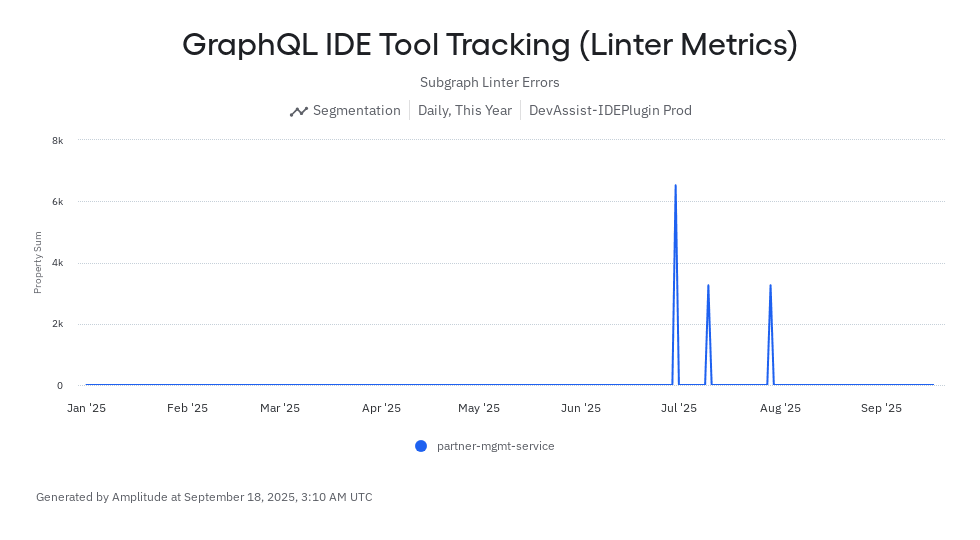 GraphQL IDE Tool Tracking (Linter Metrics)
Subgraph Linter Errors
Segmentation Daily, This Year DevAssist-IDEPlugin Prod
8k
6k
4k
2k
0
Property Sum
Jan '25 Feb '25 Mar '25 Apr '25 May '25 Jun '25 Jul '25 Aug '25 Sep '25
partner-mgmt-service
Generated by Amplitude at September 18, 2025, 3:10 AM UTC